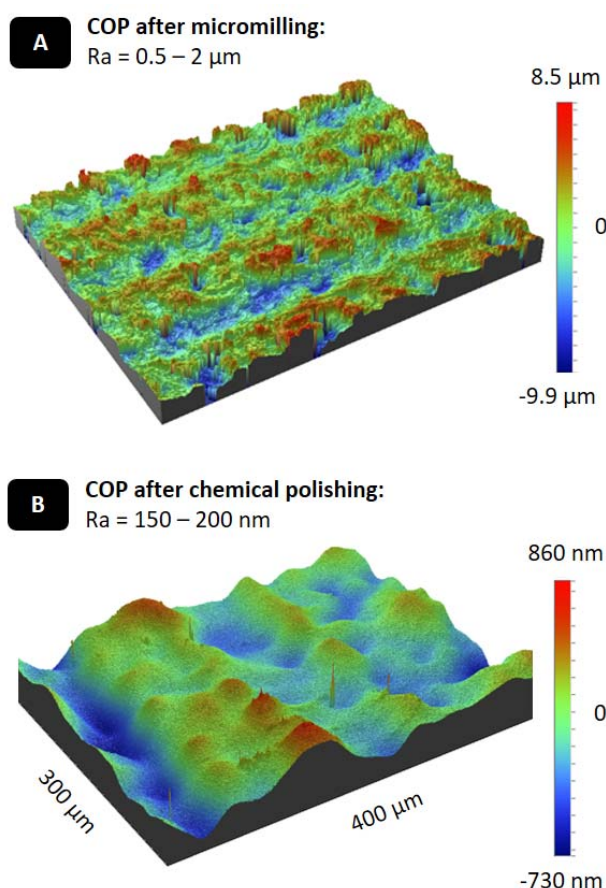 A
COP after micromilling:
Ra = 0.5 – 2 µm
8.5 µm
0
-9.9 µm
B
COP after chemical polishing:
Ra = 150 – 200 nm
860 nm
0
-730 nm
300 µm
400 µm